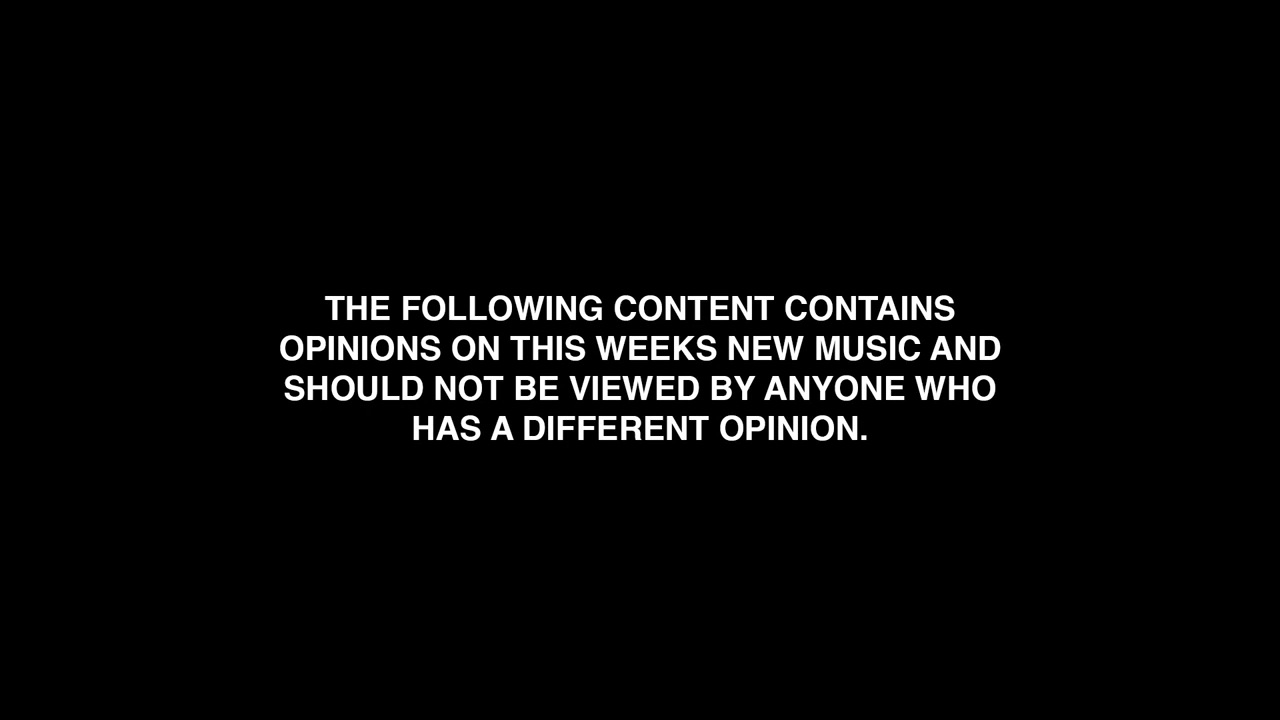 THE FOLLOWING CONTENT CONTAINS
OPINIONS ON THIS WEEKS NEW MUSIC AND
SHOULD NOT BE VIEWED BY ANYONE WHO
HAS A DIFFERENT OPINION.